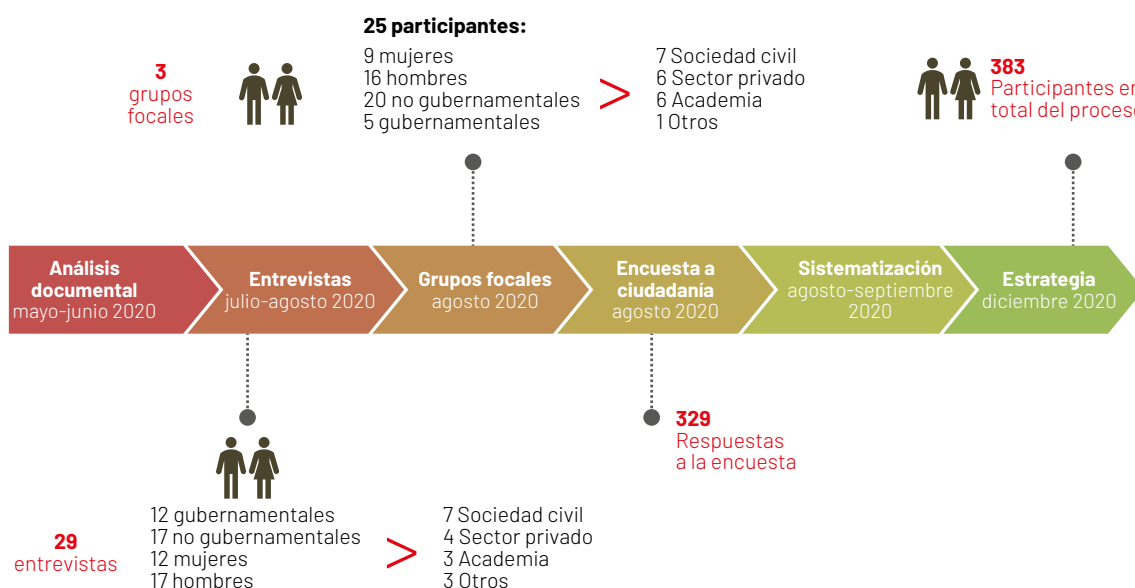 25 participantes:
9 mujeres
16 hombres
20 no gubernamentales
5 gubernamentales
3
grupos
focales
>
7 Sociedad civil
6 Sector privado
6 Academia
1 Otros
383
Participantes en
total del proceso
Análisis
documental
mayo-junio 2020
Entrevistas
julio-agosto 2020
Grupos focales
agosto 2020
Encuesta a
ciudadanía
agosto 2020
Sistematización
agosto-septiembre
2020
Estrategia
diciembre 2020
29
entrevistas
12 gubernamentales
17 no gubernamentales
12 mujeres
17 hombres
>
7 Sociedad civil
4 Sector privado
3 Academia
3 Otros
329
Respuestas
a la encuesta